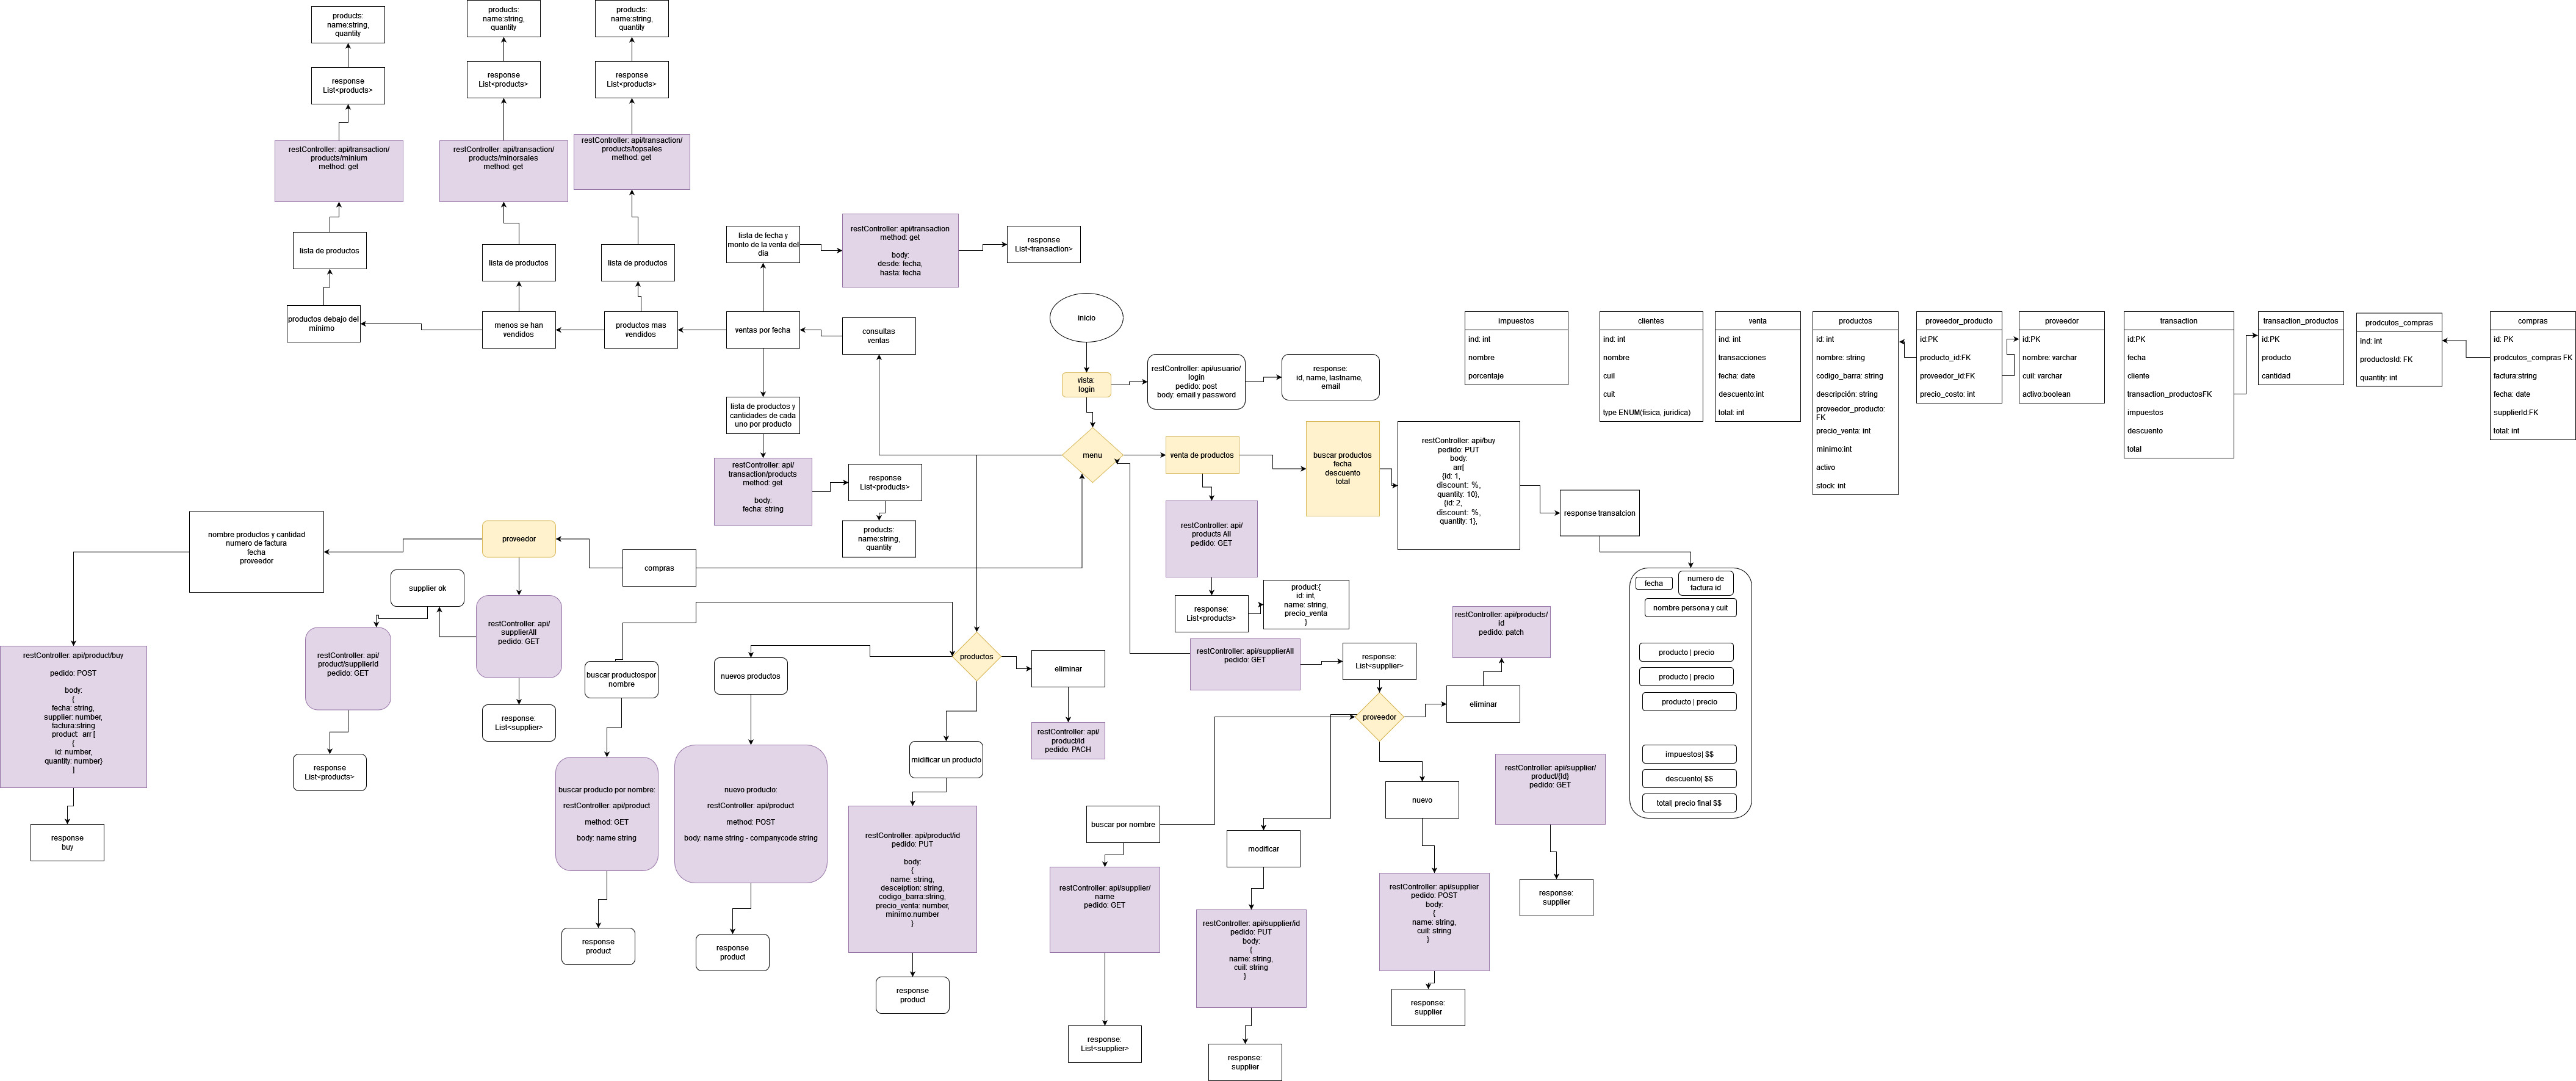 products:
name:string,
quantity
products:
name:string,
quantity
products:
name:string,
quantity
response
List<products>
response
List<products>
response
List<products>
restController: api/transaction/
products/minium
method: get
restController: api/transaction/
products/minorsales
method: get
restController: api/transaction/
products/topsales
method: get
lista de productos
lista de productos
lista de productos
lista de fecha y
monto de la venta del
dia
restController: api/transaction
method: get
body:
desde: fecha,
hasta: fecha
response
List<transaction>
productos debajo del
mínimo
menos se han
vendidos
productos mas
vendidos
ventas por fecha
consultas
ventas
lista de productos y
cantidades de cada
uno por producto
restController: api/
transaction/products
method: get
body:
fecha: string
response
List<products>
products:
name:string,
quantity
inicio
vista:
login
restController: api/usuario/
login
pedido: post
body: email y password
response:
id, name, lastname,
email
menu
venta de productos
buscar productos
fecha
descuento
total
restController: api/buy
pedido: PUT
body:
arr[
{id: 1,
discount: %,
quantity: 10},
{id: 2,
discount: %,
quantity: 1},
response transatcion
restController: api/
products All
pedido: GET
response:
List<products>
product:{
id: int,
name: string,
precio_venta
}
impuestos
ind: int
nombre
porcentaje
clientes
ind: int
nombre
cuil
cuit
type ENUM(fisica, juridica)
venta
ind: int
transacciones
fecha: date
descuento:int
total: int
productos
id: int
nombre: string
codigo_barra: string
descripción: string
proveedor_producto:
FK
precio_venta: int
minimo:int
activo
stock: int
proveedor_producto
id:PK
producto_id:FK
proveedor_id:FK
precio_costo: int
proveedor
id:PK
nombre: varchar
cuil: varchar
activo:boolean
transaction
id:PK
fecha
cliente
transaction_productosFK
impuestos
descuento
total
transaction_productos
id:PK
producto
cantidad
prodcutos_compras
ind: int
productosId: FK
quantity: int
compras
id: PK
prodcutos_compras FK
factura:string
fecha: date
supplierId:FK
total: int
fecha
numero de
factura id
nombre persona y cuit
producto | precio
producto | precio
producto | precio
impuestos| $$
descuento| $$
total| precio final $$
nombre productos y cantidad
numero de factura
fecha
proveedor
proveedor
compras
supplier ok
restController: api/
supplierAll
pedido: GET
response:
List<supplier>
restController: api/
product/supplierId
pedido: GET
response
List<products>
restController: api/product/buy
pedido: POST
body:
{
fecha: string,
supplier: number,
factura:string
product: arr [
{
id: number,
quantity: number}
]
response
buy
buscar productospor
nombre
nuevos productos
productos
eliminar
restController: api/
product/id
pedido: PACH
midificar un producto
buscar producto por nombre:
restController: api/product
method: GET
body: name string
response
product
nuevo producto:
restController: api/product
method: POST
body: name string - companycode string
response
product
restController: api/product/id
pedido: PUT
body:
{
name: string,
desceiption: string,
codigo_barra:string,
precio_venta: number,
minimo:number
}
response
product
restController: api/supplierAll
pedido: GET
response:
List<supplier>
proveedor
eliminar
restController: api/products/
id
pedido: patch
buscar por nombre
restController: api/supplier/
name
pedido: GET
response:
List<supplier>
modificar
restController: api/supplier/id
pedido: PUT
body:
{
name: string,
cuil: string
}
response:
supplier
nuevo
restController: api/supplier
pedido: POST
body:
{
name: string,
cuil: string
}
response:
supplier
restController: api/supplier/
product/{Id}
pedido: GET
response:
supplier